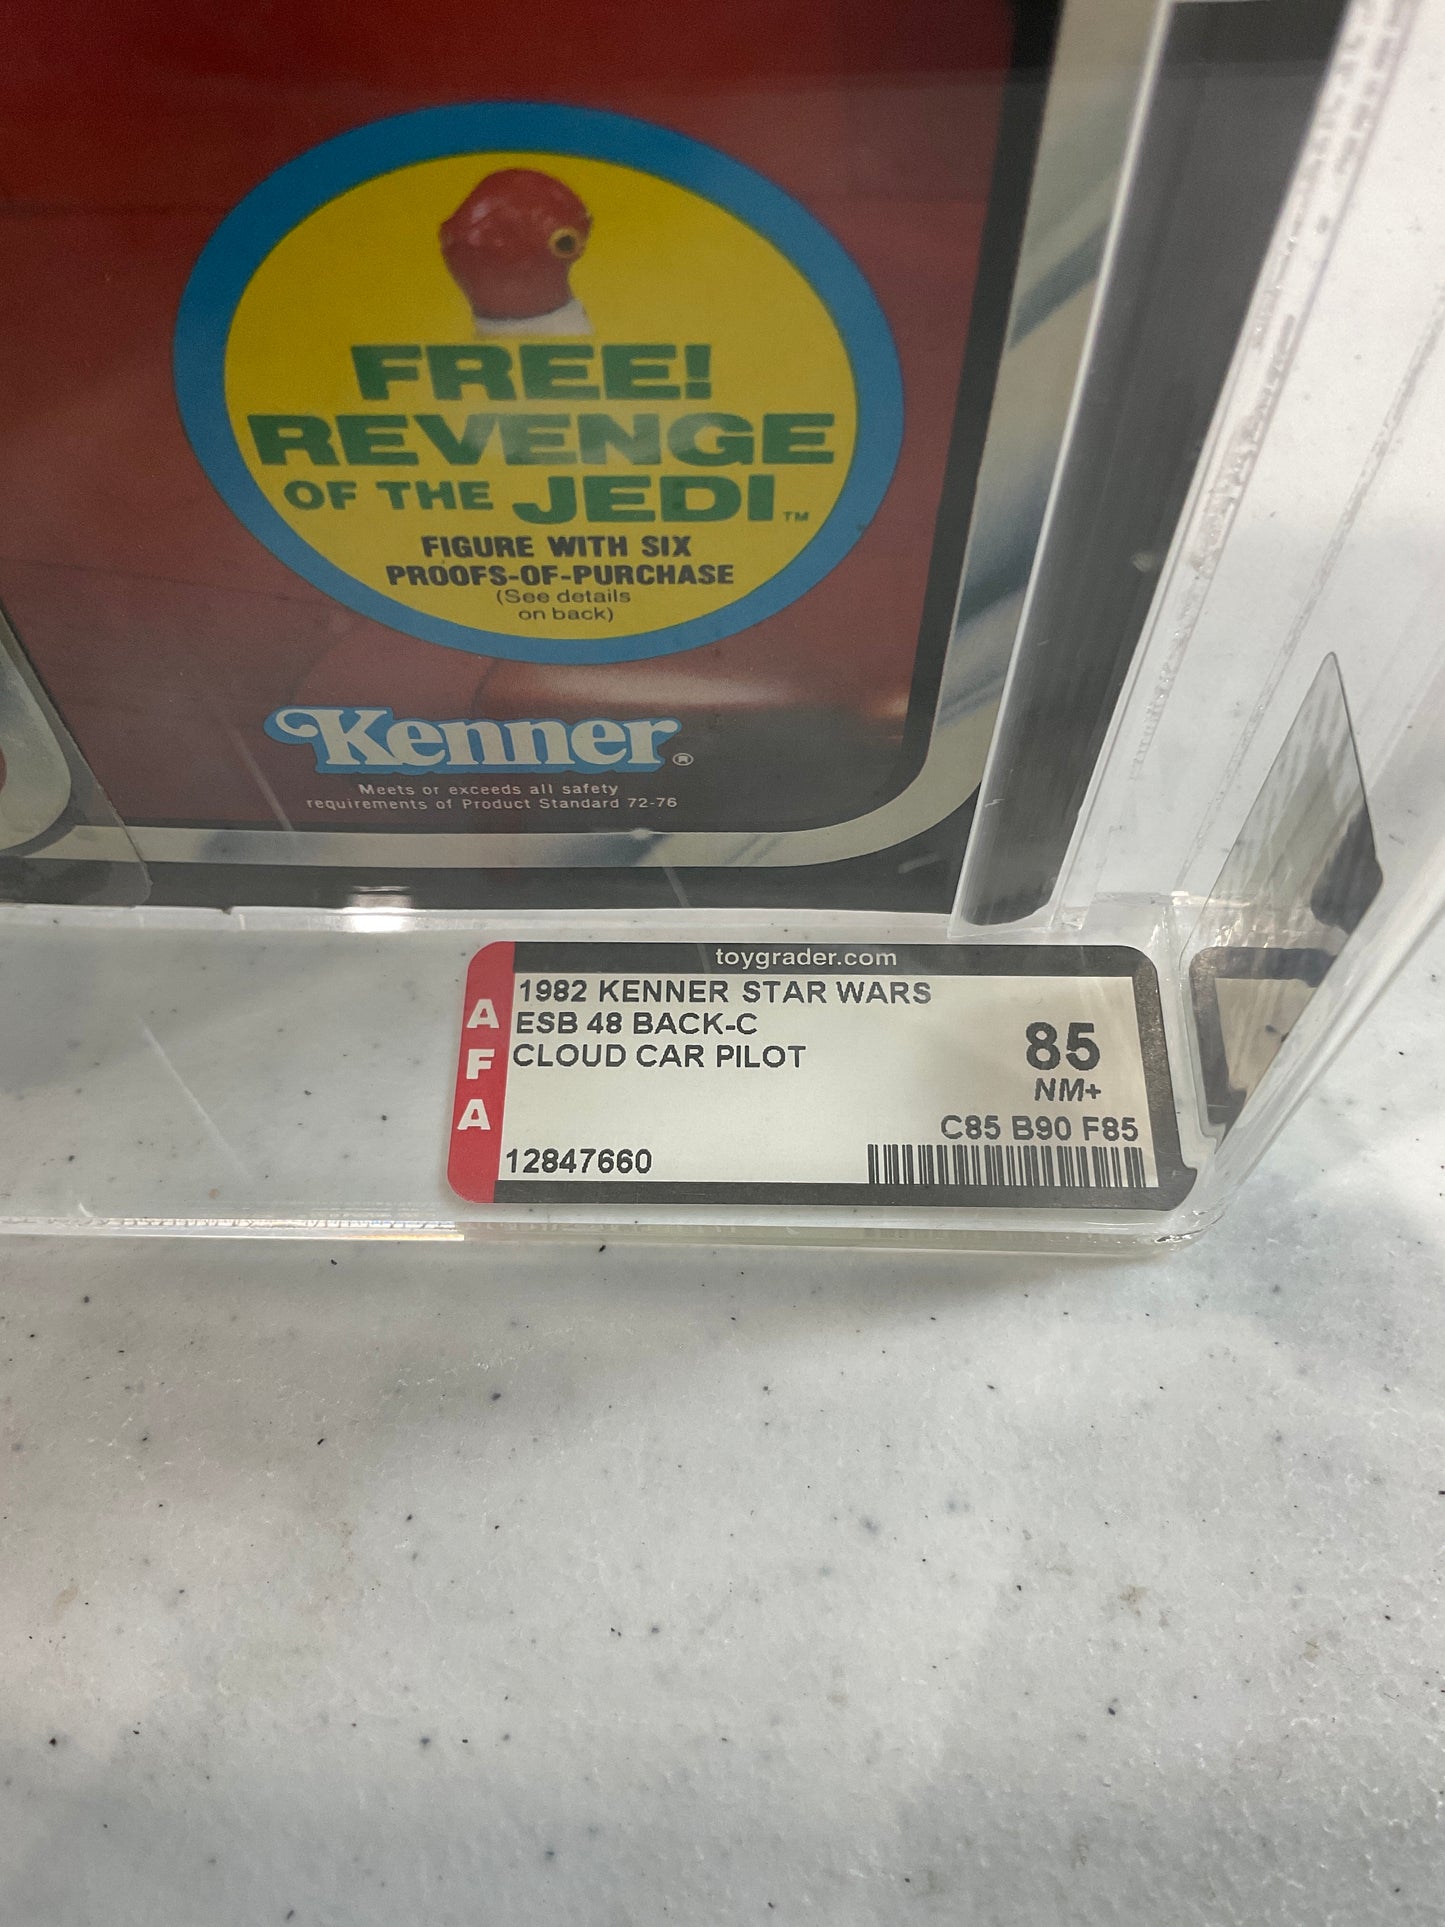 FREE!
REVENGE
OF THE JEDI™
FIGURE WITH SIX
PROOFS-OF-PURCHASE
(See details
on back)
Kenner®
Meets or exceeds all safety
requirements of Product Standard 72-76
toygrader.com
AFA
1982 KENNER STAR WARS
ESB 48 BACK-C
CLOUD CAR PILOT
85
NM+
C85 B90 F85
12847660